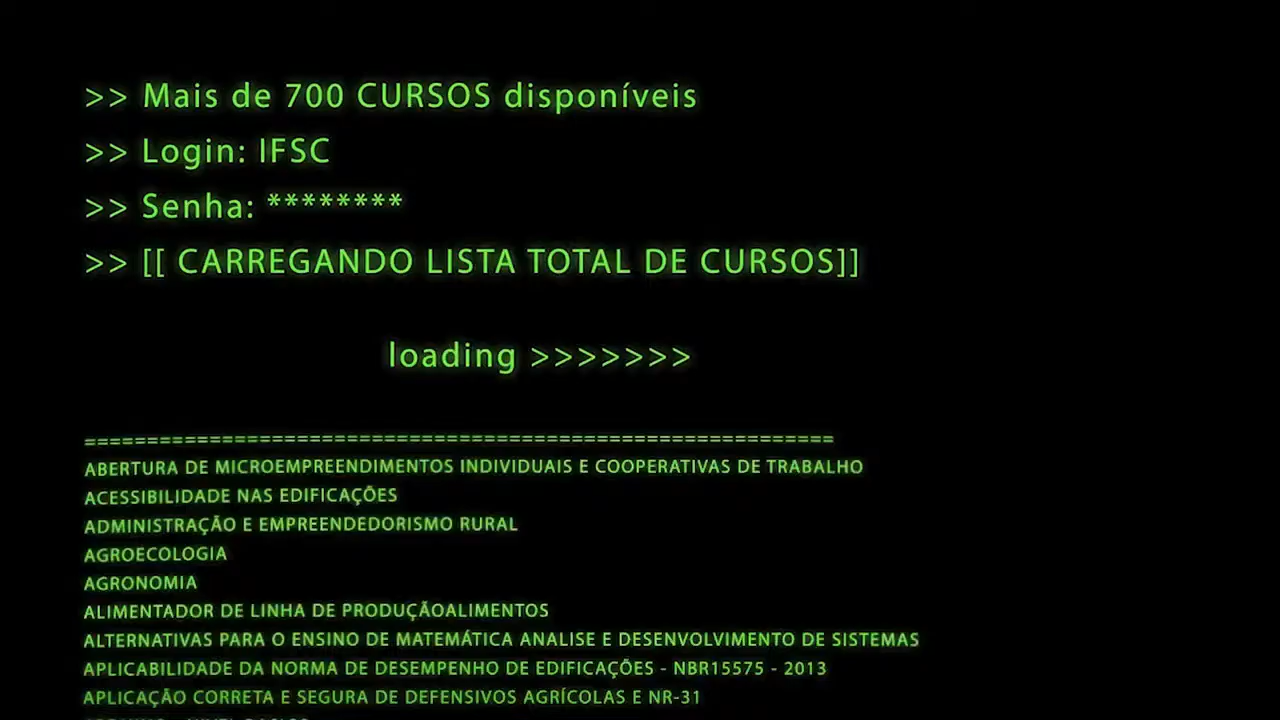 >> Mais de 700 CURSOS disponíveis
>> Login: IFSC
>> Senha: ********
>> [[ CARREGANDO LISTA TOTAL DE CURSOS]]
loading >>>>>>>
============================================================
ABERTURA DE MICROEMPREENDIMENTOS INDIVIDUAIS E COOPERATIVAS DE TRABALHO
ACESSIBILIDADE NAS EDIFICAÇÕES
ADMINISTRAÇÃO E EMPREENDEDORISMO RURAL
AGROECOLOGIA
AGRONOMIA
ALIMENTADOR DE LINHA DE PRODUÇÃOALIMENTOS
ALTERNATIVAS PARA O ENSINO DE MATEMÁTICA ANALISE E DESENVOLVIMENTO DE SISTEMAS
APLICABILIDADE DA NORMA DE DESEMPENHO DE EDIFICAÇÕES - NBR15575 - 2013
APLICAÇÃO CORRETA E SEGURA DE DEFENSIVOS AGRÍCOLAS E NR-31